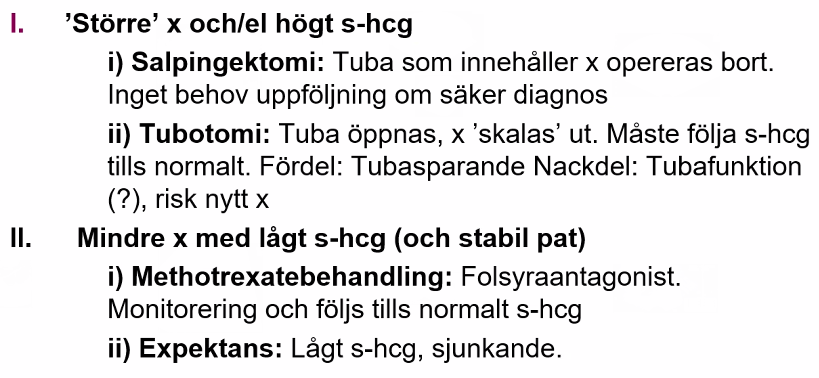 I. ’Större’ x och/el högt s-hcg
i) Salpingektomi: Tuba som innehåller x opereras bort.
Inget behov uppföljning om säker diagnos
ii) Tubotomi: Tuba öppnas, x ’skalas’ ut. Måste följa s-hcg
tills normalt. Fördel: Tubasparande Nackdel: Tubafunktion
(?), risk nytt x
II. Mindre x med lågt s-hcg (och stabil pat)
i) Methotrexatebehandling: Folsyraantagonist.
Monitorering och följs tills normalt s-hcg
ii) Expektans: Lågt s-hcg, sjunkande.